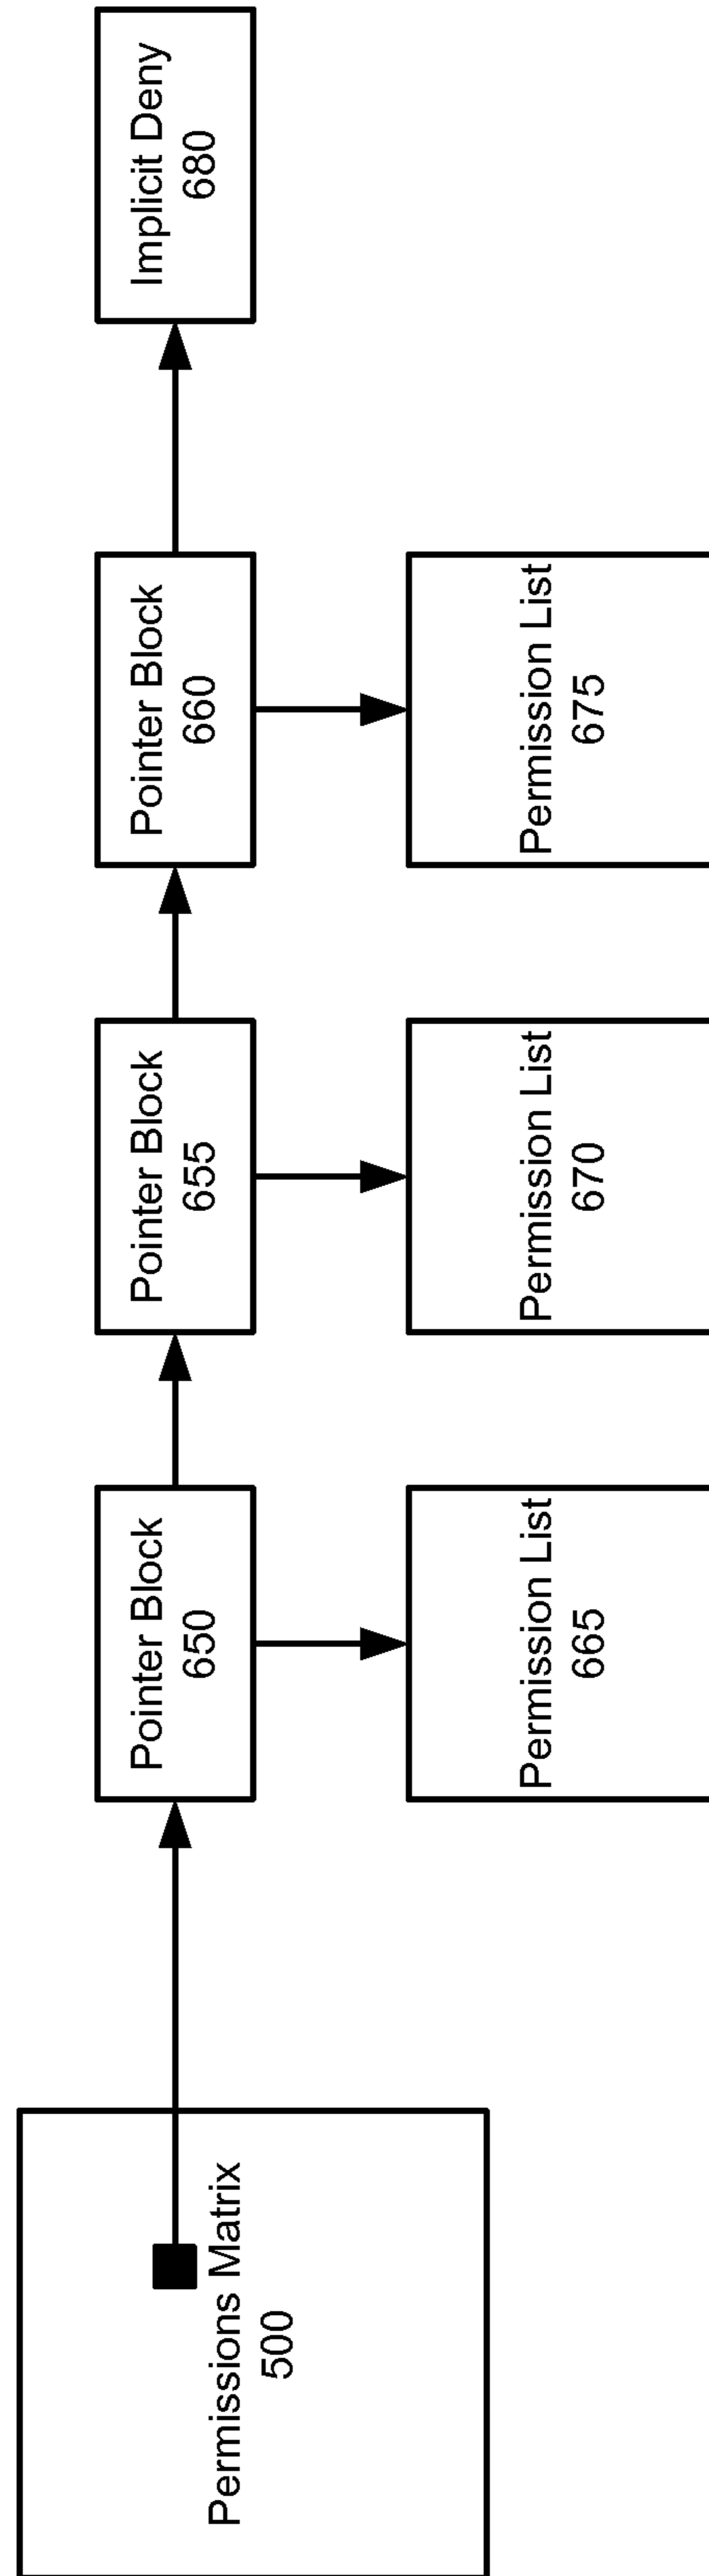 Permissions Matrix
500
Pointer Block
650
Pointer Block
655
Pointer Block
660
Implicit Deny
680
Permission List
665
Permission List
670
Permission List
675